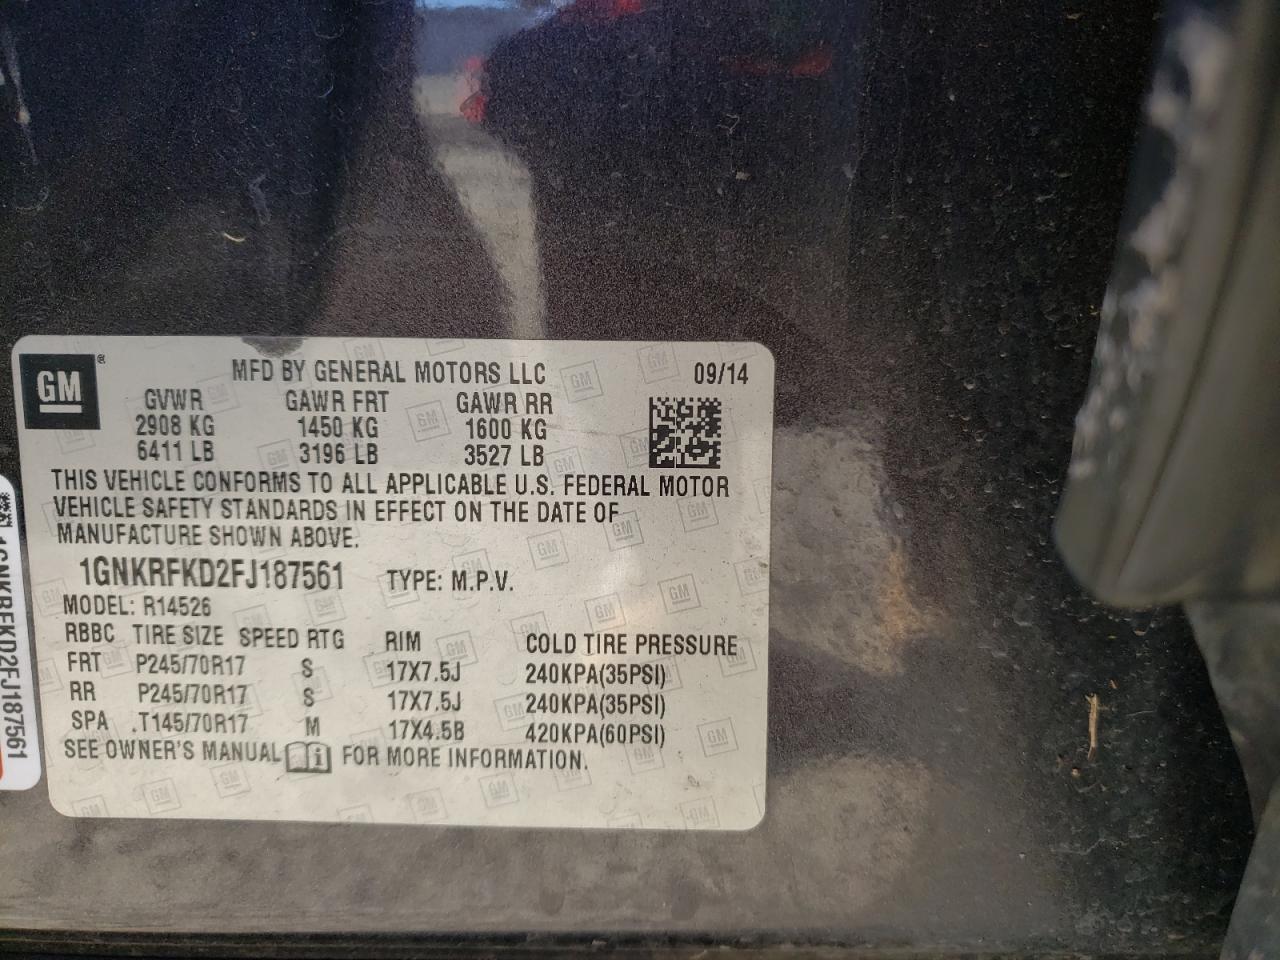 GM ®
MFD BY GENERAL MOTORS LLC 09/14
GVWR GAWR FRT GAWR RR
2908 KG 1450 KG 1600 KG
6411 LB 3196 LB 3527 LB
THIS VEHICLE CONFORMS TO ALL APPLICABLE U.S. FEDERAL MOTOR
VEHICLE SAFETY STANDARDS IN EFFECT ON THE DATE OF
MANUFACTURE SHOWN ABOVE.
1GNKRFKD2FJ187561 TYPE: M.P.V.
MODEL: R14526
RBBC TIRE SIZE SPEED RTG RIM COLD TIRE PRESSURE
FRT P245/70R17 S 17X7.5J 240KPA(35PSI)
RR P245/70R17 S 17X7.5J 240KPA(35PSI)
SPA .T145/70R17 M 17X4.5B 420KPA(60PSI)
SEE OWNER'S MANUAL FOR MORE INFORMATION.
1GNKRFKD2FJ187561